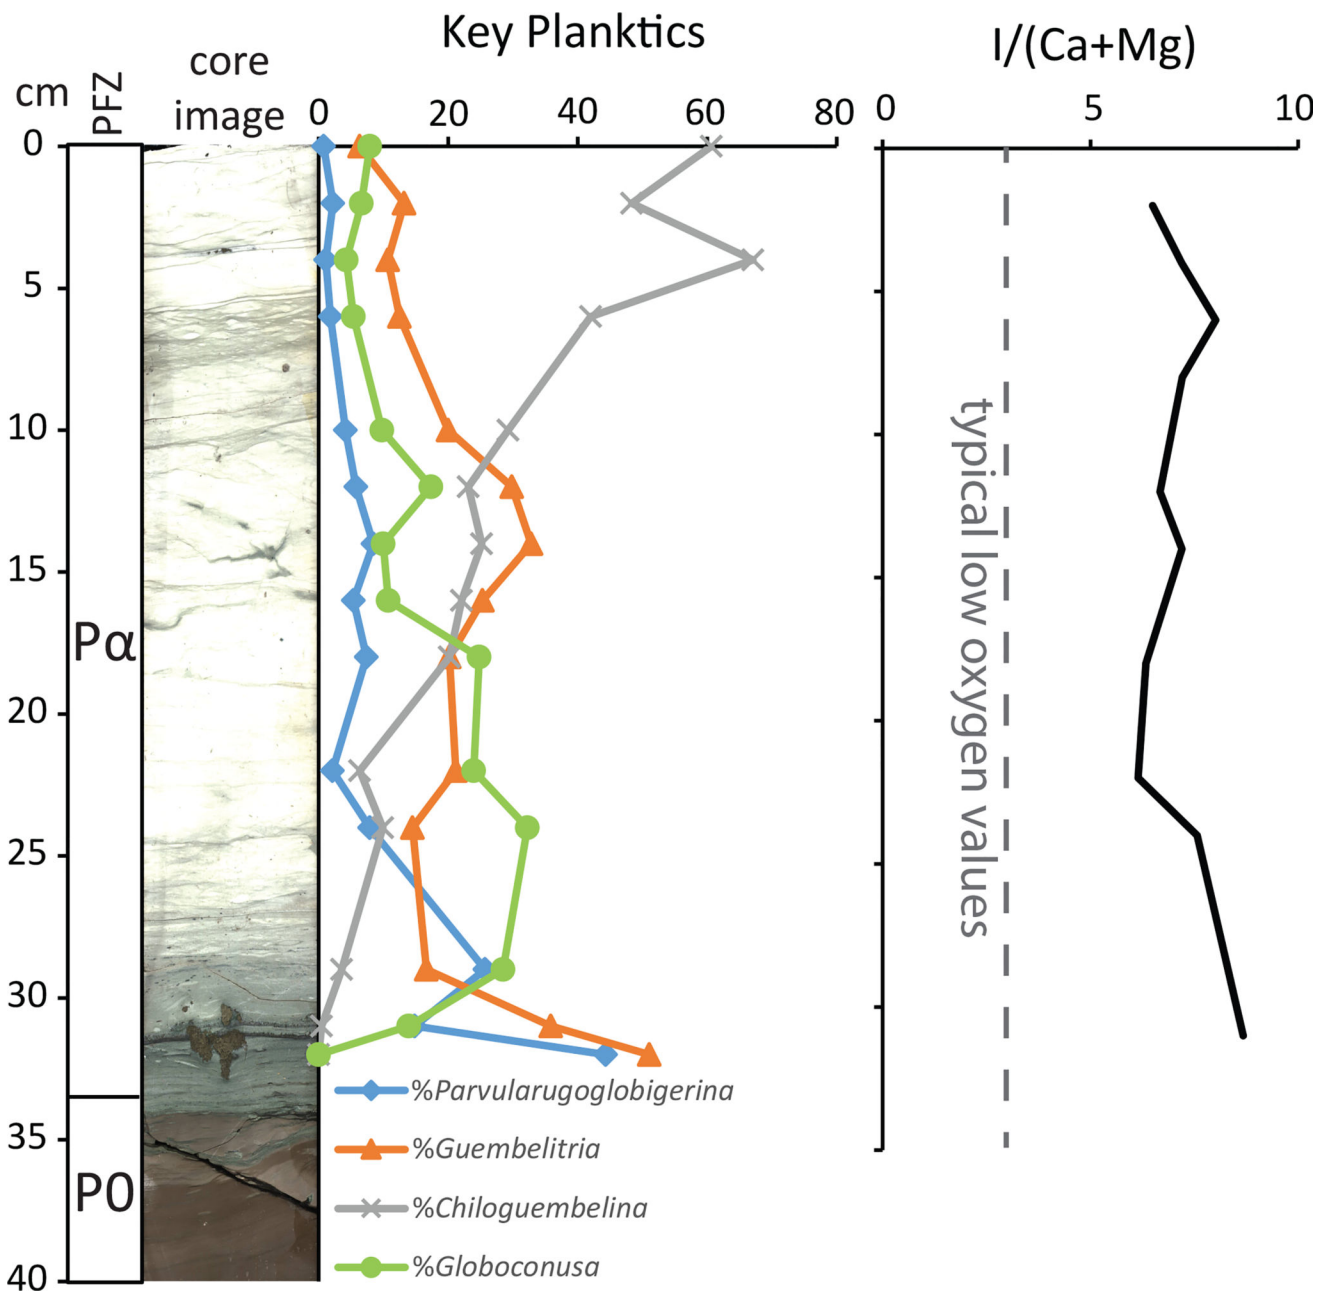 Key Planktics
I/(Ca+Mg)
cm
PFZ
core
image
0 20 40 60 80
0 5 10
0
5
10
15
20
25
30
35
40
Pα
P0
typical low oxygen values
%Parvularugoglobigerina
%Guembelitria
%Chiloguembelina
%Globoconusa